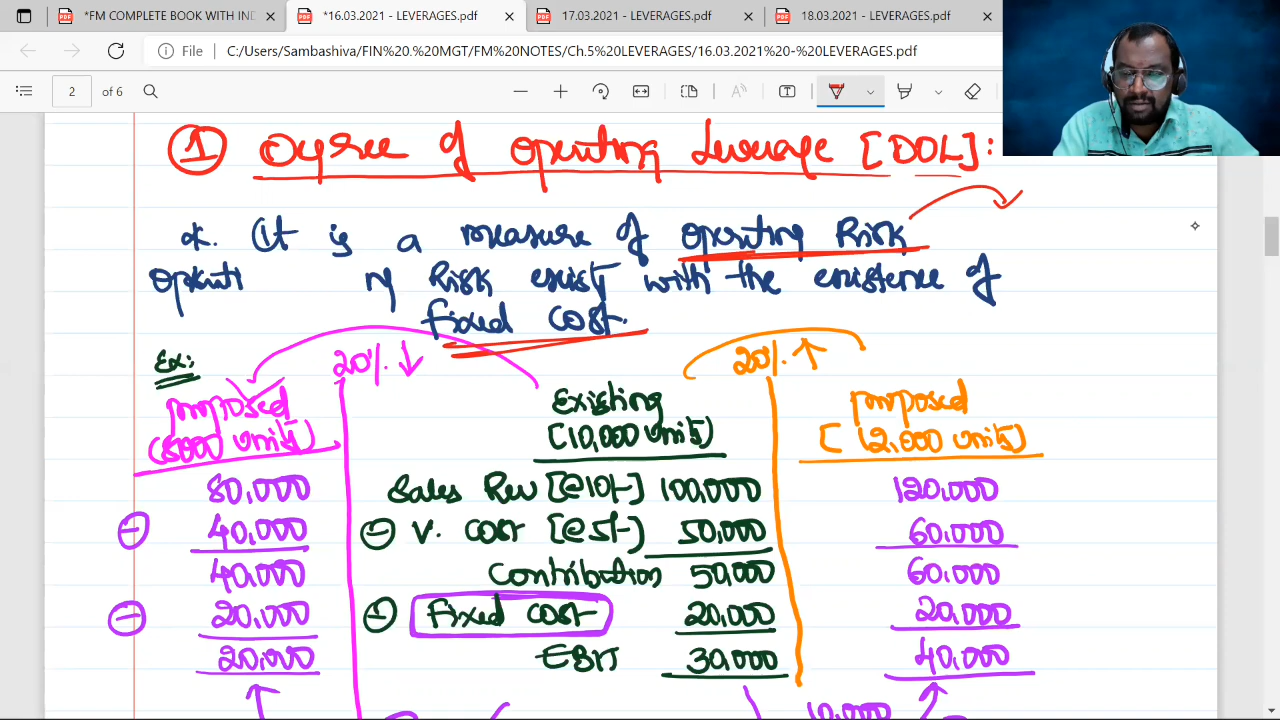 *FM COMPLETE BOOK WITH IND
*16.03.2021 - LEVERAGES.pdf
17.03.2021 - LEVERAGES.pdf
18.03.2021 - LEVERAGES.pdf
File C:/Users/Sambashiva/FIN%20.%20MGT/FM%20NOTES/Ch.5%20LEVERAGES/16.03.2021%20-%20LEVERAGES.pdf
2 of 6
① Degree of operating Leverage [DOL]:
*. It is a measure of operating Risk
ng Risk exist with the existence of
fixed cost.
Ex: 20% ↓ 20% ↑
proposed Existing proposed
(8000 units) [10,000 units) [12,000 units)
80,000 Sales Rev [@10/-] 100,000 120,000
⊖ 40,000 ⊖ V. COST [@5/-] 50,000 60,000
40,000 Contribution 50,000 60,000
⊖ 20,000 ⊖ Fixed COST 20,000 20,000
20,000 EBIT 30,000 40,000
10,000